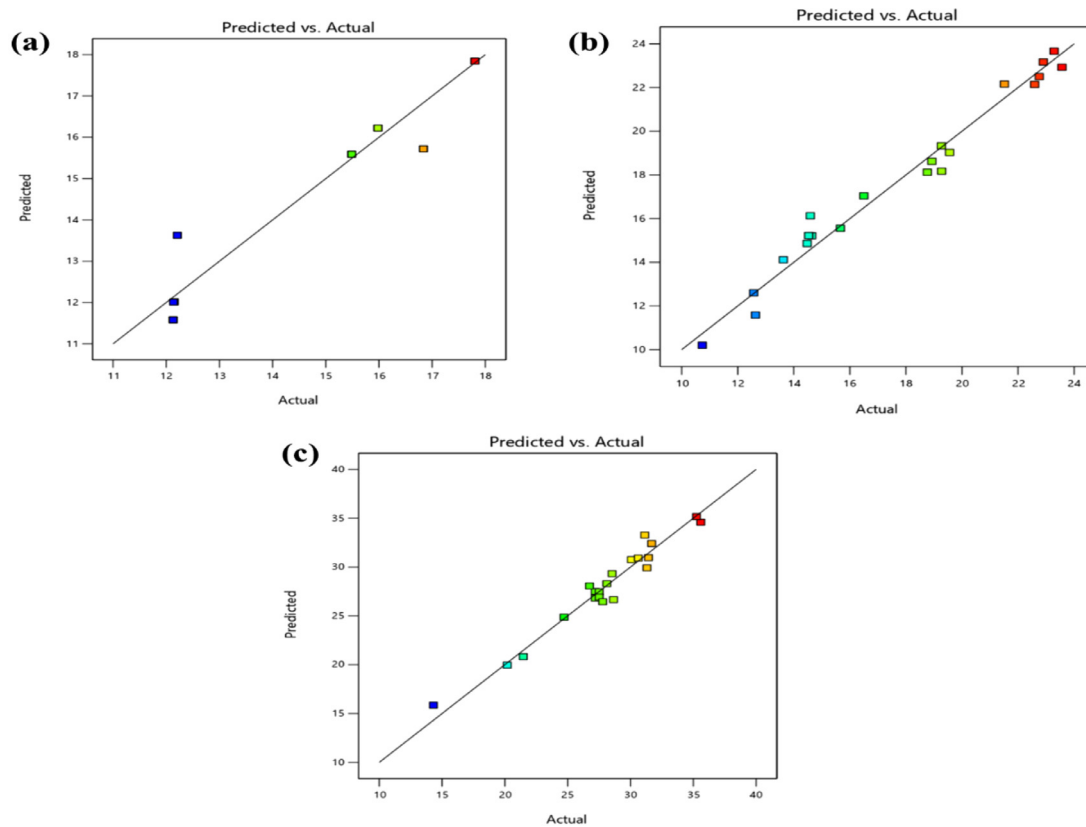 (a)
Predicted vs. Actual
18
17
16
15
14
13
12
11
Predicted
11 12 13 14 15 16 17 18
Actual
(b)
Predicted vs. Actual
24
22
20
18
16
14
12
10
Predicted
10 12 14 16 18 20 22 24
Actual
(c)
Predicted vs. Actual
40
35
30
25
20
15
10
Predicted
10 15 20 25 30 35 40
Actual